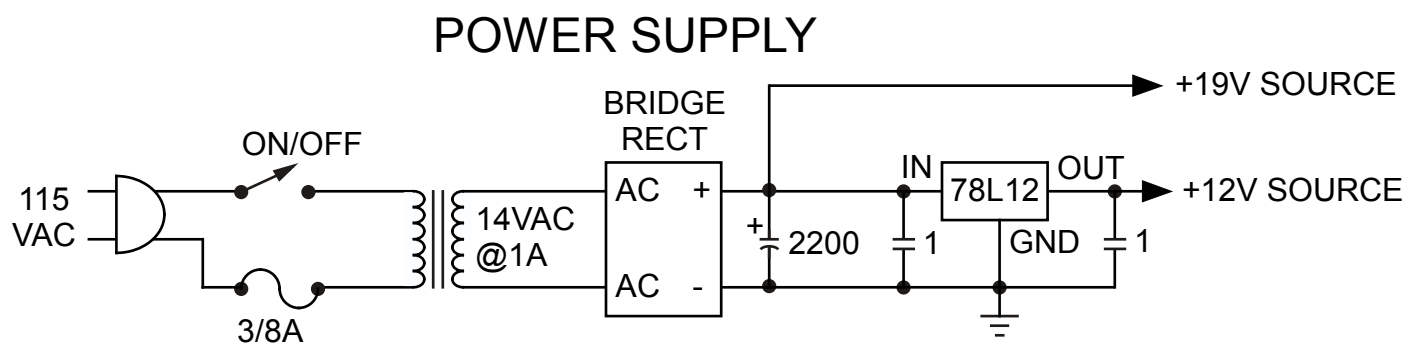 POWER SUPPLY
+19V SOURCE
BRIDGE
RECT
ON/OFF
IN
OUT
115
VAC
AC +
78L12
+12V SOURCE
14VAC
@1A
+
2200
1
GND
1
AC -
3/8A